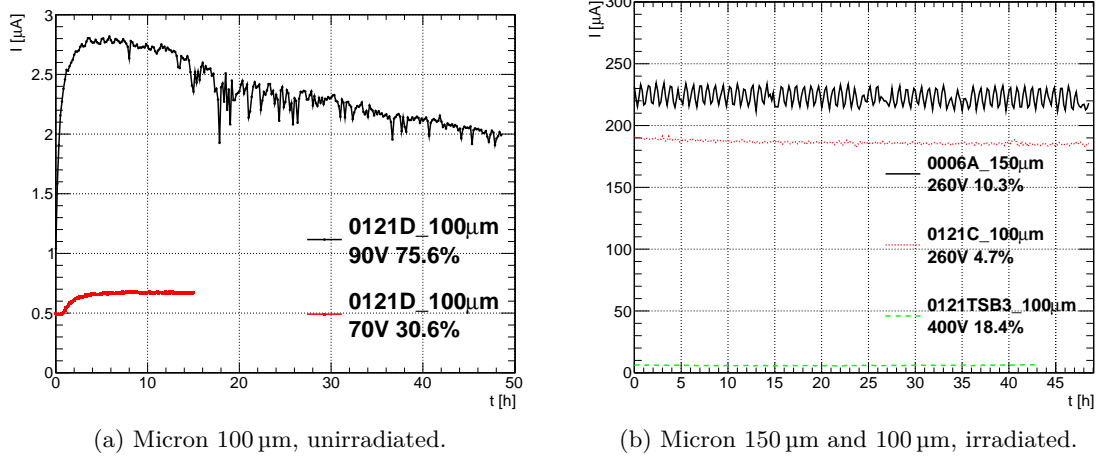 I [μA]
3
2.5
2
1.5
1
0.5
0
0 10 20 30 40 50
t [h]
0121D_100μm
90V 75.6%
0121D_100μm
70V 30.6%
(a) Micron 100 μm, unirradiated.
I [μA]
300
250
200
150
100
50
0
0 5 10 15 20 25 30 35 40 45
t [h]
0006A_150μm
260V 10.3%
0121C_100μm
260V 4.7%
0121TSB3_100μm
400V 18.4%
(b) Micron 150 μm and 100 μm, irradiated.